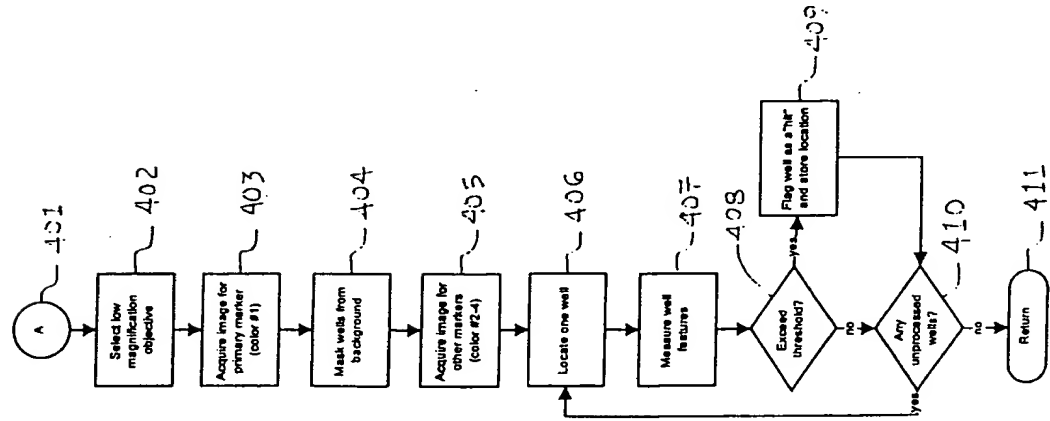 A
401
Select low
magnification
objective
402
Acquire image for
primary marker
(color #1)
403
Mask wells from
background
404
Acquire image for
other markers
(color #2-4)
405
Locate one well
406
Measure well
features
407
Exceed
threshold?
408
yes
no
Flag well as a "hit"
and store location
409
Any
unprocessed
wells?
410
yes
no
Return
411